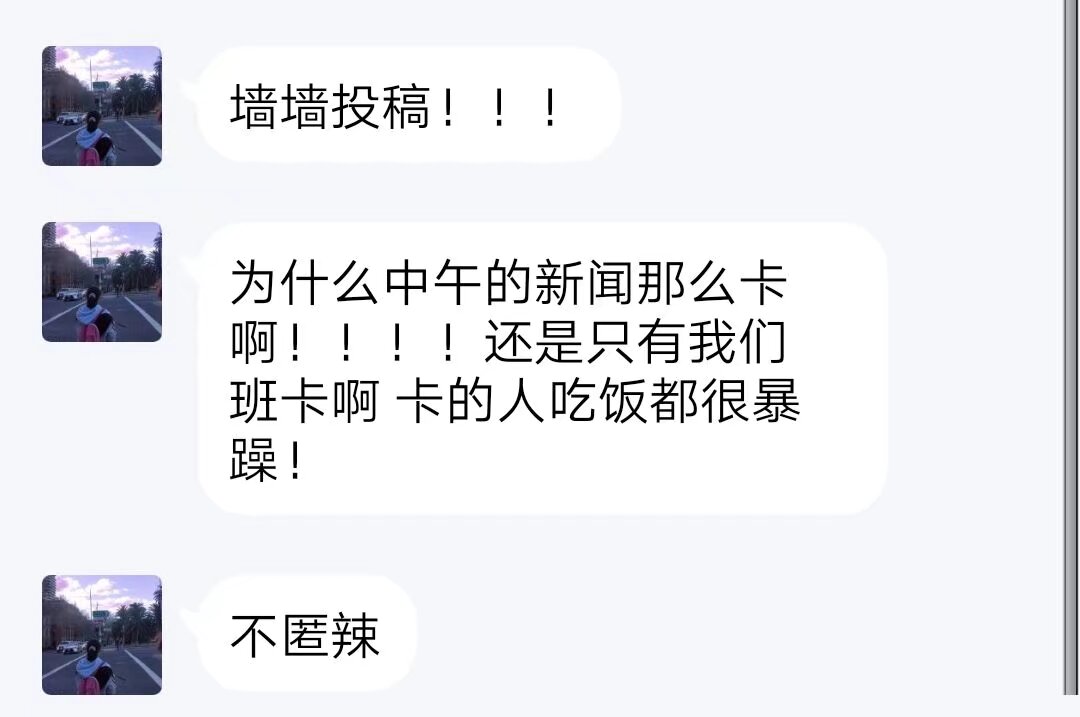 墙墙投稿！！！
为什么中午的新闻那么卡
啊！！！！还是只有我们
班卡啊 卡的人吃饭都很暴
躁！
不匿辣